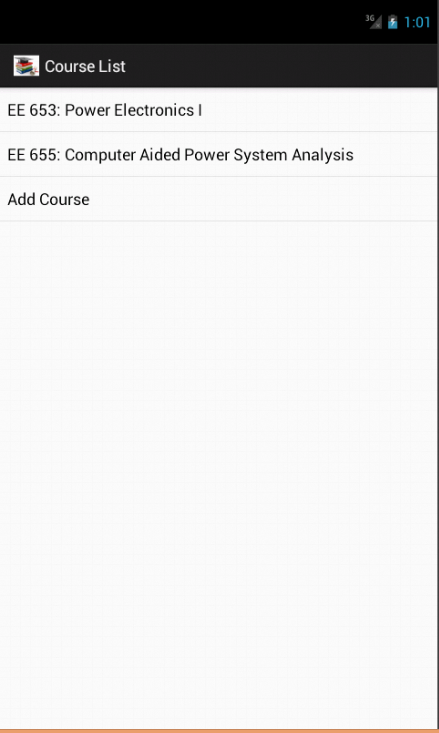 3G 1:01
Course List
EE 653: Power Electronics I
EE 655: Computer Aided Power System Analysis
Add Course